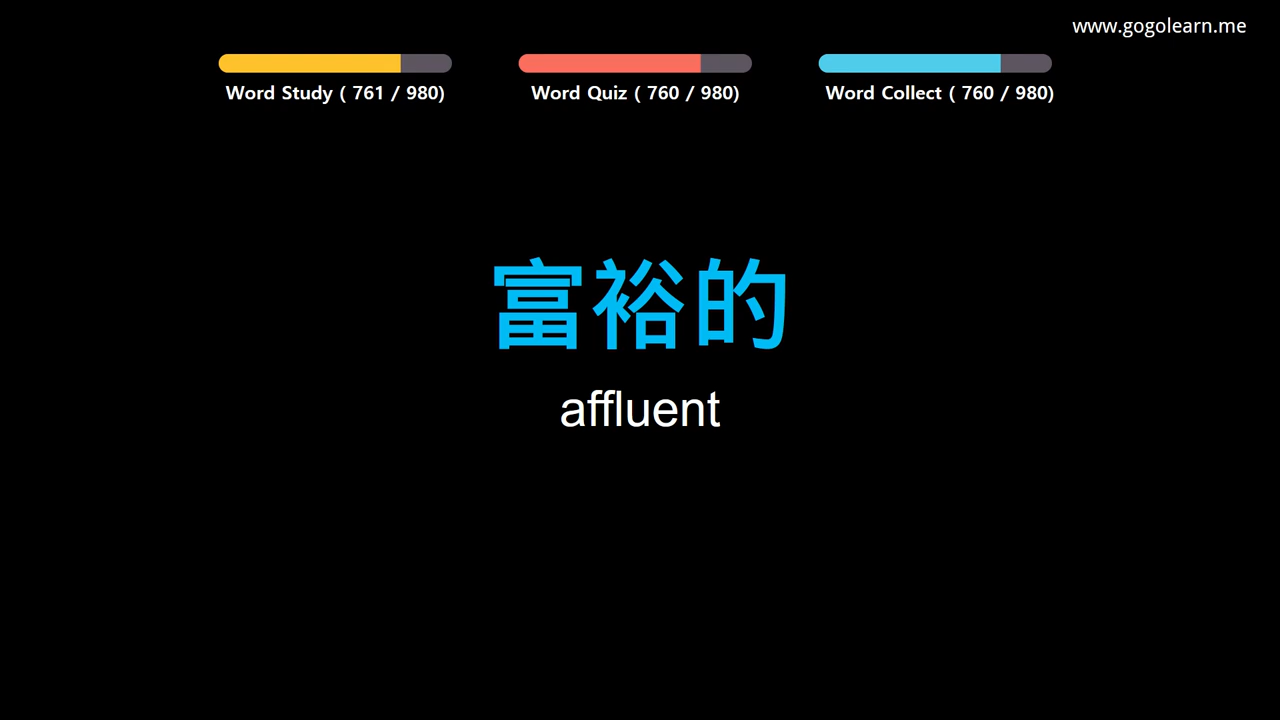 www.gogolearn.me
Word Study ( 761 / 980)
Word Quiz ( 760 / 980)
Word Collect ( 760 / 980)
富裕的
affluent